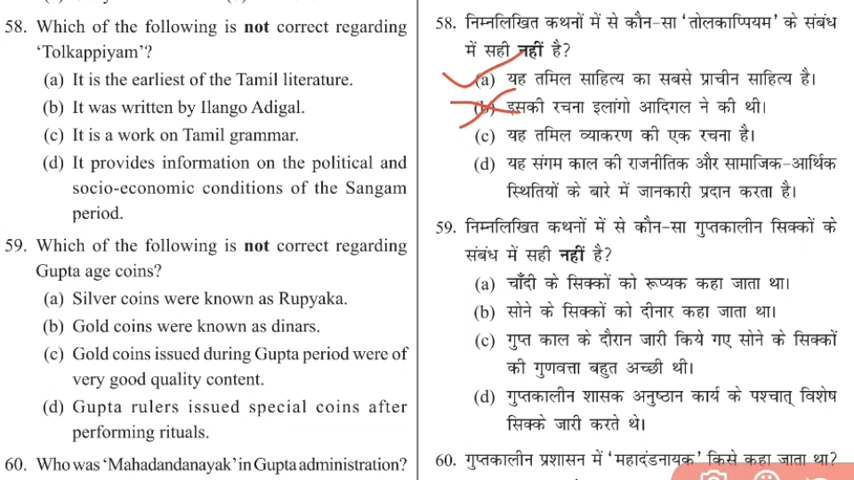 58. Which of the following is not correct regarding
‘Tolkappiyam’?
(a) It is the earliest of the Tamil literature.
(b) It was written by Ilango Adigal.
(c) It is a work on Tamil grammar.
(d) It provides information on the political and
socio-economic conditions of the Sangam
period.
59. Which of the following is not correct regarding
Gupta age coins?
(a) Silver coins were known as Rupyaka.
(b) Gold coins were known as dinars.
(c) Gold coins issued during Gupta period were of
very good quality content.
(d) Gupta rulers issued special coins after
performing rituals.
60. Who was ‘Mahadandanayak’ in Gupta administration?
58. निम्नलिखित कथनों में से कौन-सा ‘तोलकाप्पियम’ के संबंध
में सही नहीं है?
(a) यह तमिल साहित्य का सबसे प्राचीन साहित्य है।
(b) इसकी रचना इलांगो आदिगल ने की थी।
(c) यह तमिल व्याकरण की एक रचना है।
(d) यह संगम काल की राजनीतिक और सामाजिक-आर्थिक
स्थितियों के बारे में जानकारी प्रदान करता है।
59. निम्नलिखित कथनों में से कौन-सा गुप्तकालीन सिक्कों के
संबंध में सही नहीं है?
(a) चाँदी के सिक्कों को रूप्यक कहा जाता था।
(b) सोने के सिक्कों को दीनार कहा जाता था।
(c) गुप्त काल के दौरान जारी किये गए सोने के सिक्कों
की गुणवत्ता बहुत अच्छी थी।
(d) गुप्तकालीन शासक अनुष्ठान कार्य के पश्चात् विशेष
सिक्के जारी करते थे।
60. गुप्तकालीन प्रशासन में ‘महादंडनायक’ किसे कहा जाता था?